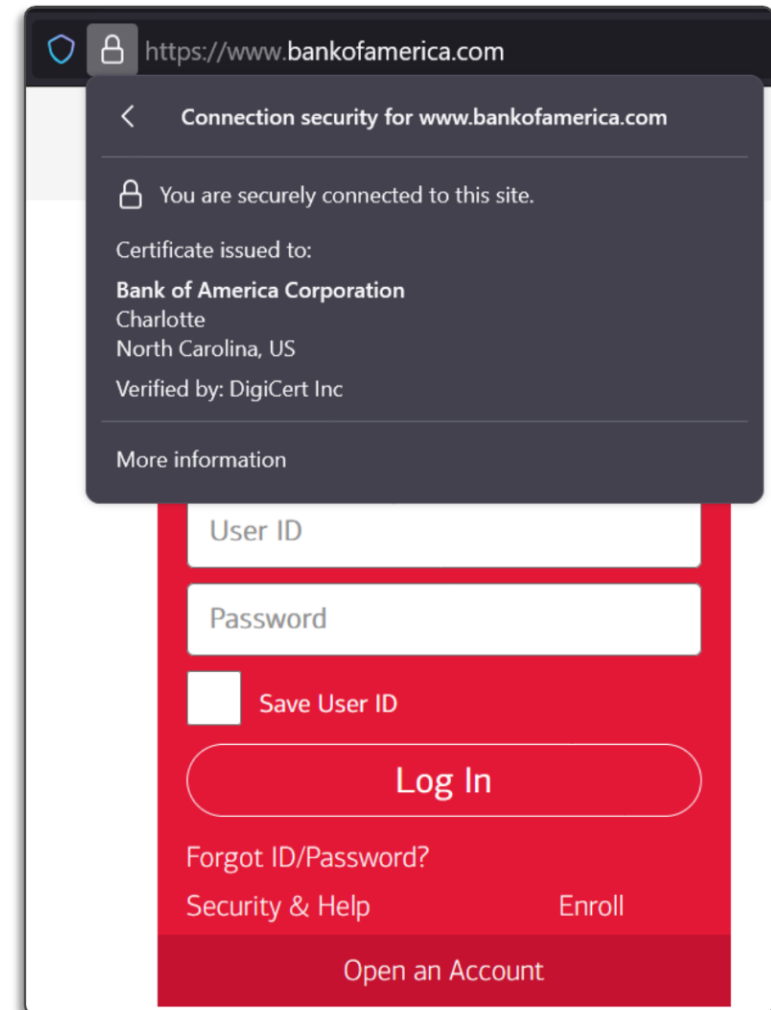 https://www.bankofamerica.com
Connection security for www.bankofamerica.com
You are securely connected to this site.
Certificate issued to:
Bank of America Corporation
Charlotte
North Carolina, US
Verified by: DigiCert Inc
More information
User ID
Password
Save User ID
Log In
Forgot ID/Password?
Security & Help Enroll
Open an Account